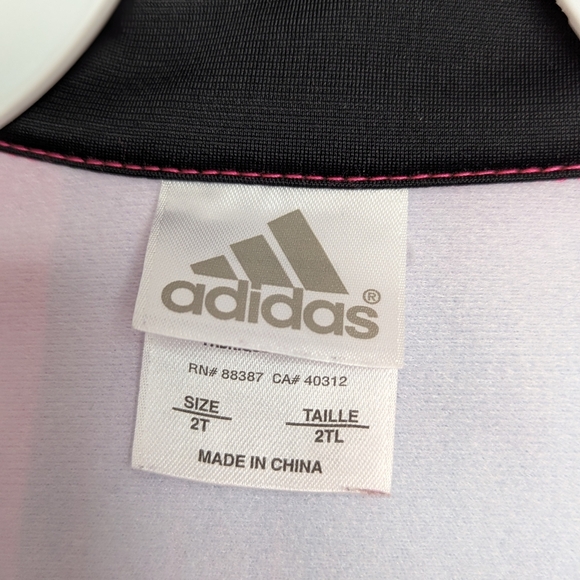 adidas®
RN# 88387 CA# 40312
SIZE TAILLE
2T 2TL
MADE IN CHINA